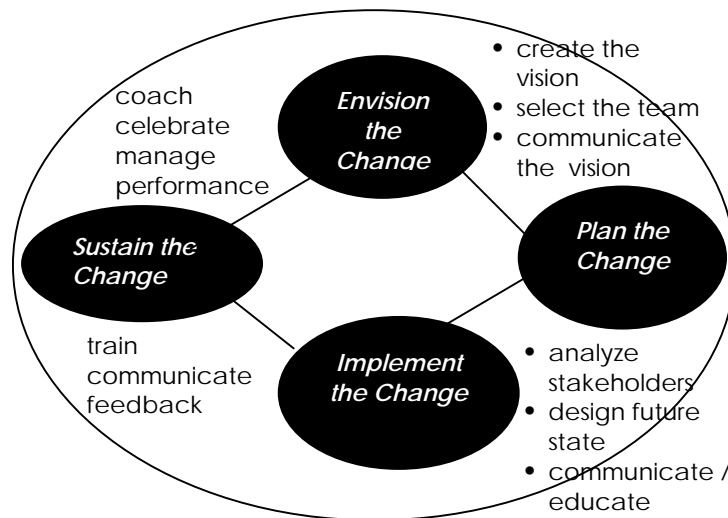 • create the
vision
• select the team
• communicate
the vision
coach
celebrate
manage
performance
Envision
the
Change
Sustain the
Change
Plan the
Change
train
communicate
feedback
Implement
the Change
• analyze
stakeholders
• design future
state
• communicate /
educate